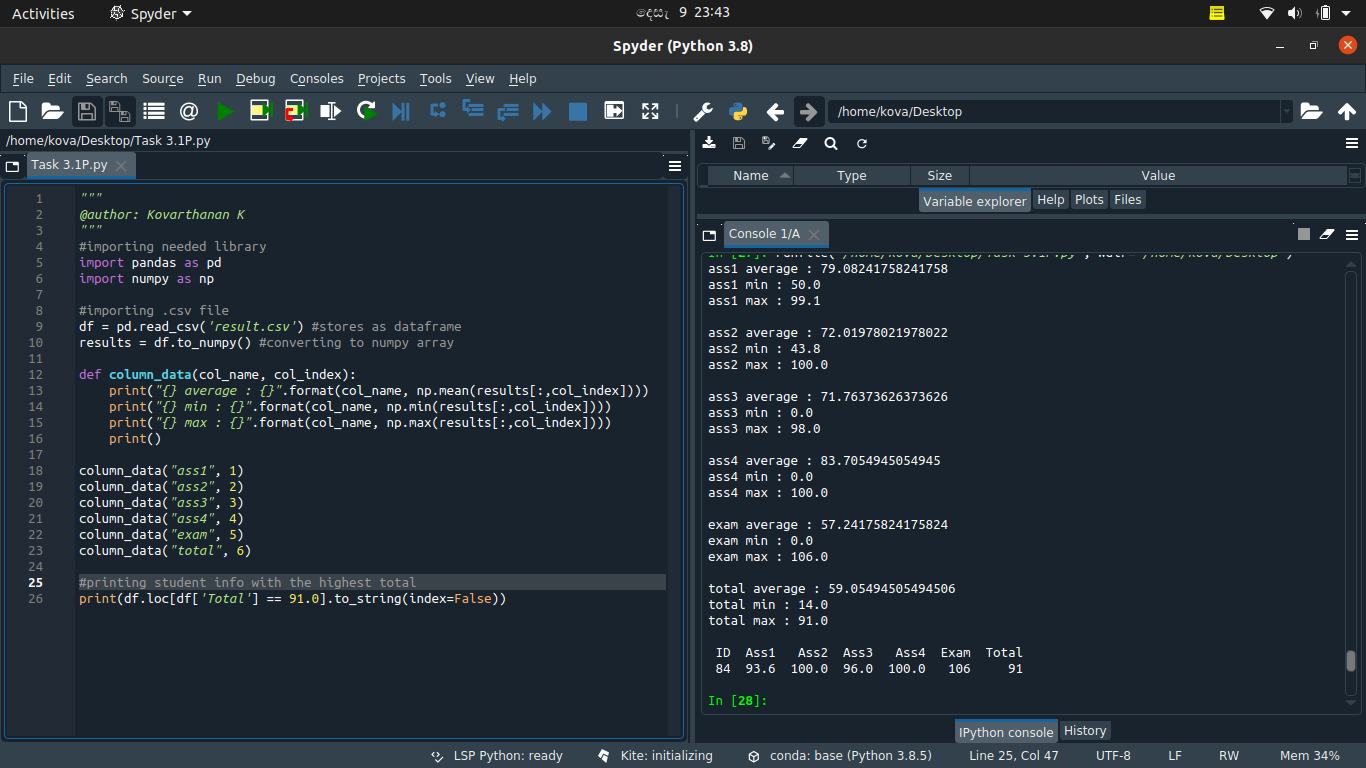 Activities
Spyder
දෙසැ 9 23:43
Spyder (Python 3.8)
File Edit Search Source Run Debug Consoles Projects Tools View Help
/home/kova/Desktop
/home/kova/Desktop/Task 3.1P.py
Task 3.1P.py
1 """
2 @author: Kovarthanan K
3 """
4 #importing needed library
5 import pandas as pd
6 import numpy as np
7
8 #importing .csv file
9 df = pd.read_csv('result.csv') #stores as dataframe
10 results = df.to_numpy() #converting to numpy array
11
12 def column_data(col_name, col_index):
13     print("{} average : {}".format(col_name, np.mean(results[:,col_index])))
14     print("{} min : {}".format(col_name, np.min(results[:,col_index])))
15     print("{} max : {}".format(col_name, np.max(results[:,col_index])))
16     print()
17
18 column_data("ass1", 1)
19 column_data("ass2", 2)
20 column_data("ass3", 3)
21 column_data("ass4", 4)
22 column_data("exam", 5)
23 column_data("total", 6)
24
25 #printing student info with the highest total
26 print(df.loc[df['Total'] == 91.0].to_string(index=False))
Name Type Size Value
Variable explorer Help Plots Files
Console 1/A
In [27]: runfile('/home/kova/Desktop/Task 3.1P.py', wdir='/home/kova/Desktop')
ass1 average : 79.08241758241758
ass1 min : 50.0
ass1 max : 99.1
ass2 average : 72.01978021978022
ass2 min : 43.8
ass2 max : 100.0
ass3 average : 71.76373626373626
ass3 min : 0.0
ass3 max : 98.0
ass4 average : 83.7054945054945
ass4 min : 0.0
ass4 max : 100.0
exam average : 57.24175824175824
exam min : 0.0
exam max : 106.0
total average : 59.05494505494506
total min : 14.0
total max : 91.0
ID Ass1 Ass2 Ass3 Ass4 Exam Total
84 93.6 100.0 96.0 100.0 106 91
In [28]:
IPython console History
LSP Python: ready Kite: initializing conda: base (Python 3.8.5) Line 25, Col 47 UTF-8 LF RW Mem 34%